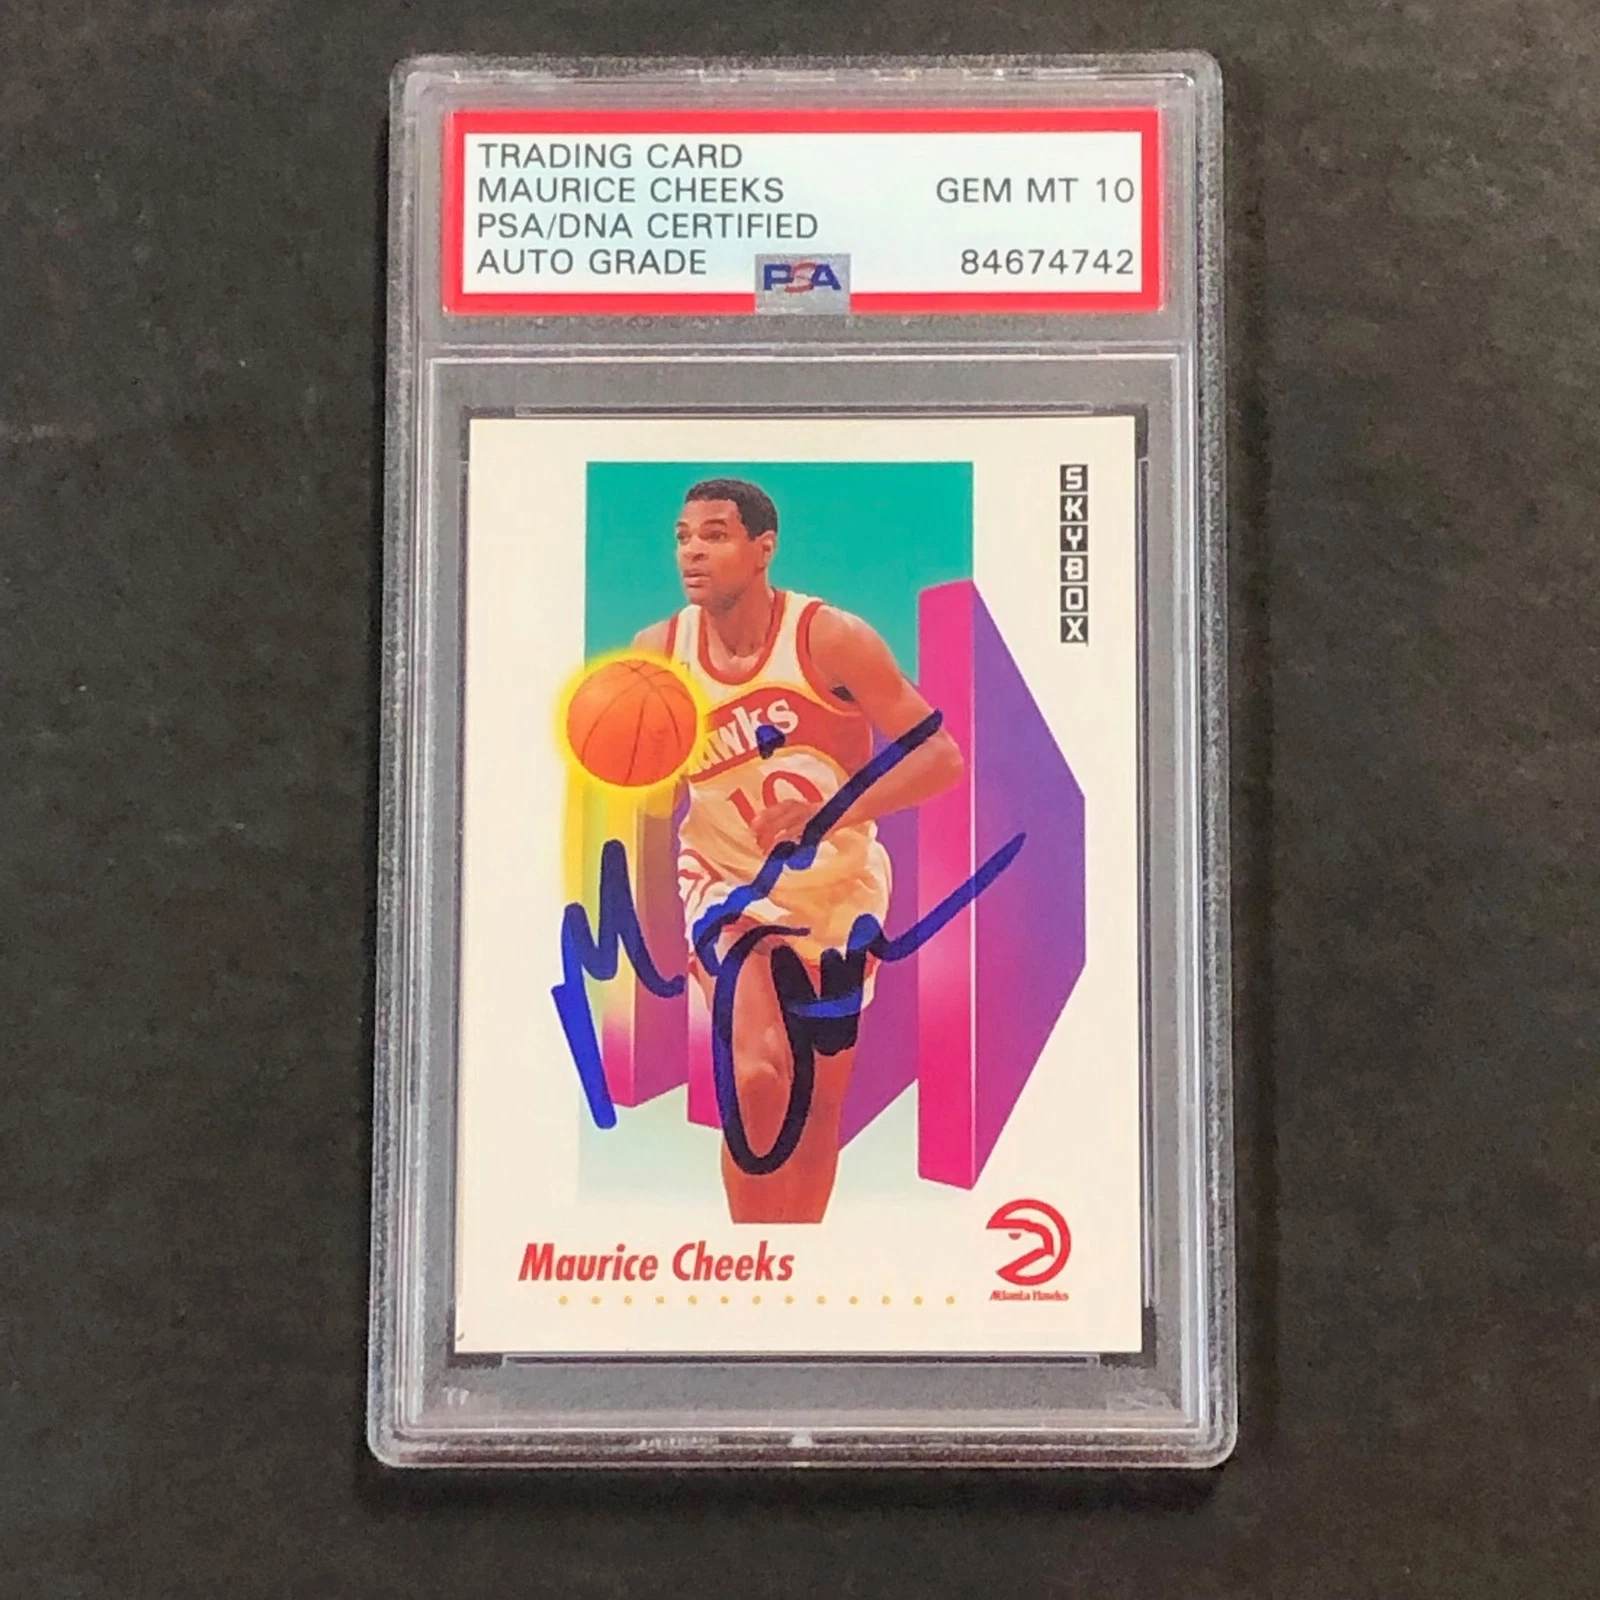 TRADING CARD
MAURICE CHEEKS GEM MT 10
PSA/DNA CERTIFIED
AUTO GRADE 84674742
PSA
SKYBOX
Hawks
10
Maurice Cheeks
Atlanta Hawks